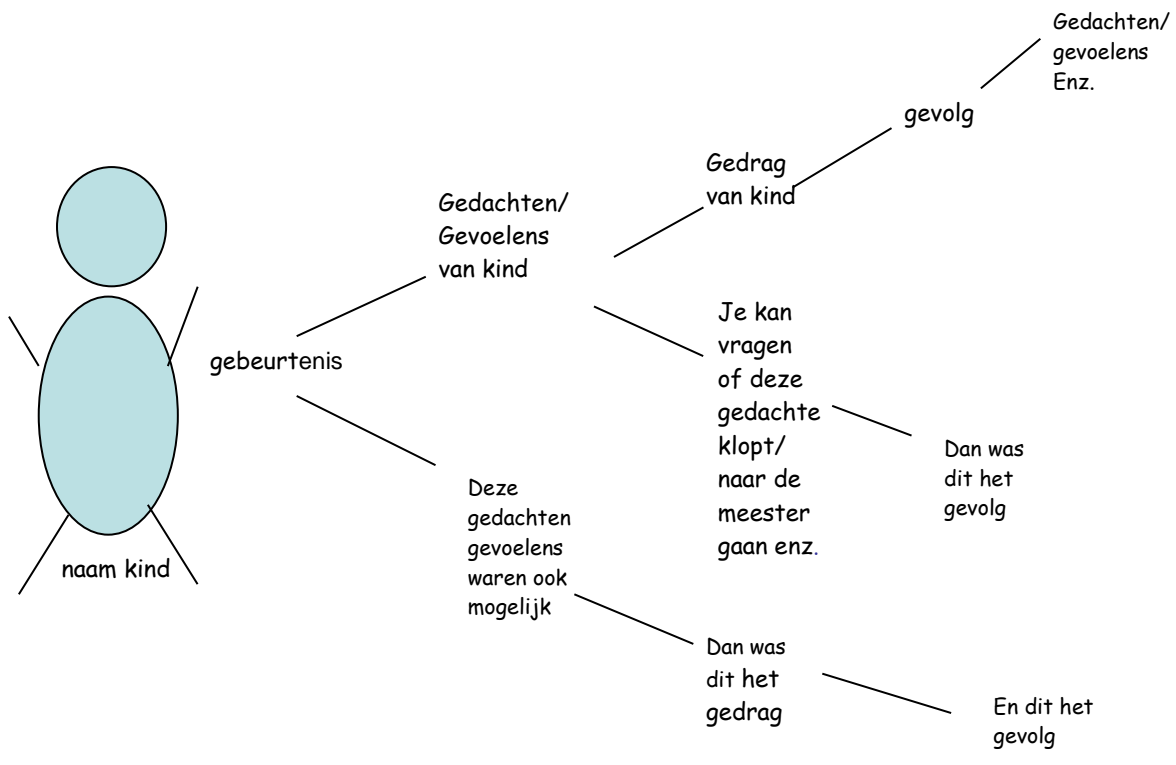 Gedachten/
gevoelens
Enz.
gevolg
Gedrag
van kind
Gedachten/
Gevoelens
van kind
gebeurtenis
naam kind
Je kan
vragen
of deze
gedachte
klopt/
naar de
meester
gaan enz.
Dan was
dit het
gevolg
Deze
gedachten
gevoelens
waren ook
mogelijk
Dan was
dit het
gedrag
En dit het
gevolg